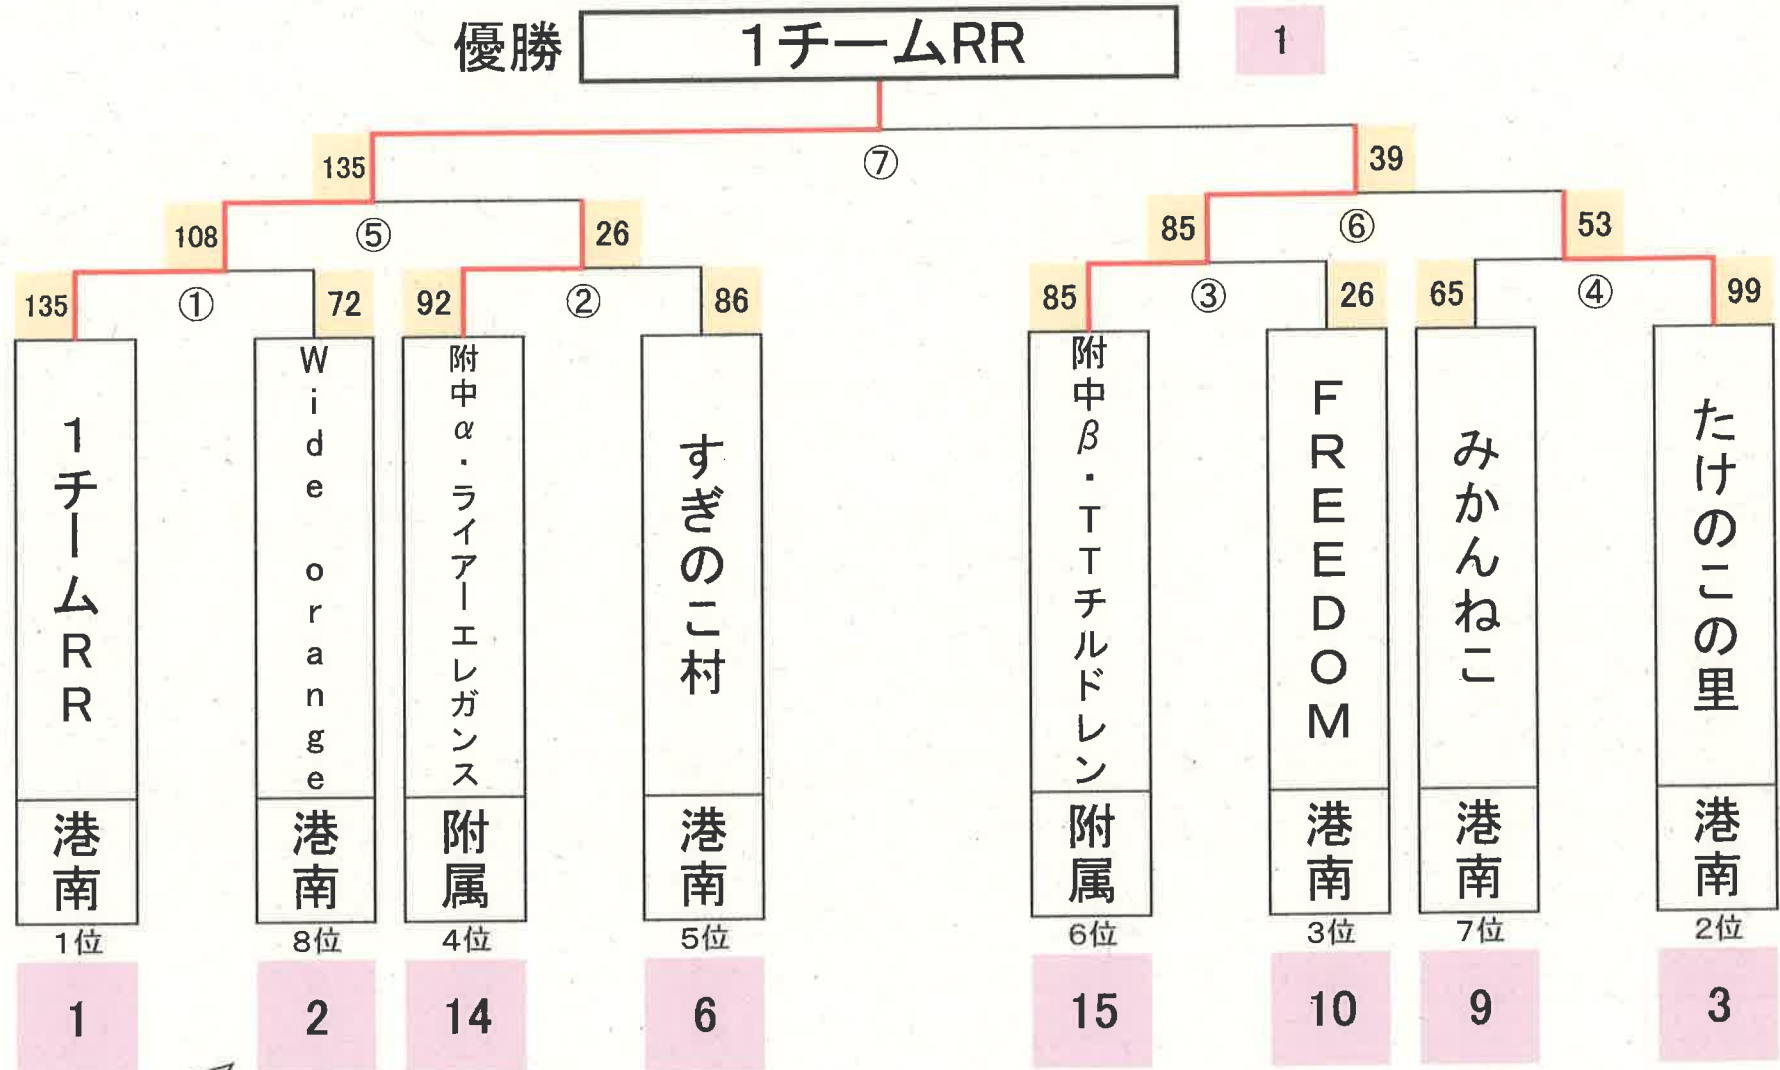 優勝 1チームRR 1
135 ⑦ 39
108 ⑤ 26 85 ⑥ 53
135 ① 72 92 ② 86 85 ③ 26 65 ④ 99
1チームRR
Wide orange
附中α・ライアーエレガンス
すぎのこ村
附中β・TTチルドレン
FREEDOM
みかんねこ
たけのこの里
港南 港南 附属 港南 附属 港南 港南 港南
1位 8位 4位 5位 6位 3位 7位 2位
1 2 14 6 15 10 9 3